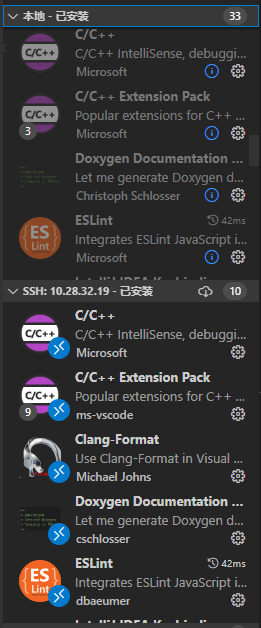 本地 - 已安装 33
C/C++
C/C++ IntelliSense, debuggi...
Microsoft
C/C++ Extension Pack
Popular extensions for C++ ...
3
Microsoft
Doxygen Documentation ...
Let me generate Doxygen d...
Christoph Schlosser
ESLint 42ms
Integrates ESLint JavaScript i...
Microsoft
SSH: 10.28.32.19 - 已安装 10
C/C++
C/C++ IntelliSense, debuggi...
Microsoft
C/C++ Extension Pack
Popular extensions for C++ ...
9
ms-vscode
Clang-Format
Use Clang-Format in Visual ...
Michael Johns
Doxygen Documentation ...
Let me generate Doxygen d...
cschlosser
ESLint 42ms
Integrates ESLint JavaScript i...
dbaeumer